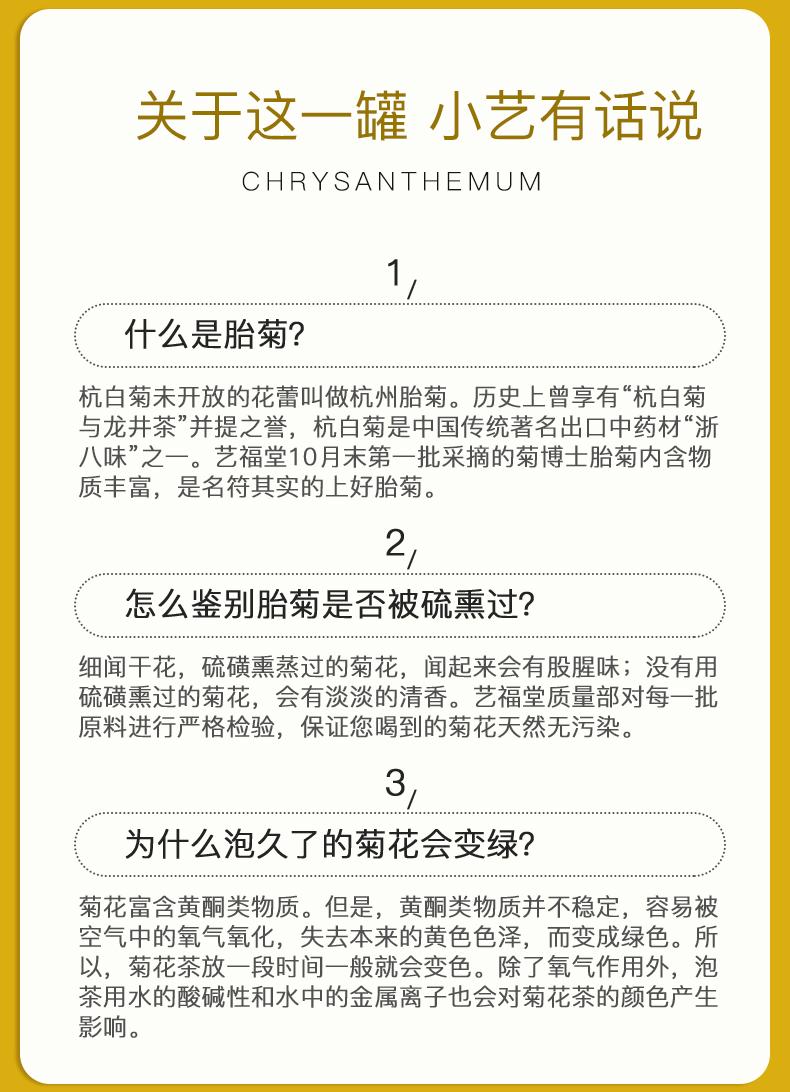 关于这一罐 小艺有话说
CHRYSANTHEMUM
1/
什么是胎菊?
杭白菊未开放的花蕾叫做杭州胎菊。历史上曾享有“杭白菊
与龙井茶”并提之誉，杭白菊是中国传统著名出口中药材“浙
八味”之一。艺福堂10月末第一批采摘的菊博士胎菊内含物
质丰富，是名符其实的上好胎菊。
2/
怎么鉴别胎菊是否被硫熏过?
细闻干花，硫磺熏蒸过的菊花，闻起来会有股腥味；没有用
硫磺熏过的菊花，会有淡淡的清香。艺福堂质量部对每一批
原料进行严格检验，保证您喝到的菊花天然无污染。
3/
为什么泡久了的菊花会变绿?
菊花富含黄酮类物质。但是，黄酮类物质并不稳定，容易被
空气中的氧气氧化，失去本来的黄色色泽，而变成绿色。所
以，菊花茶放一段时间一般就会变色。除了氧气作用外，泡
茶用水的酸碱性和水中的金属离子也会对菊花茶的颜色产生
影响。